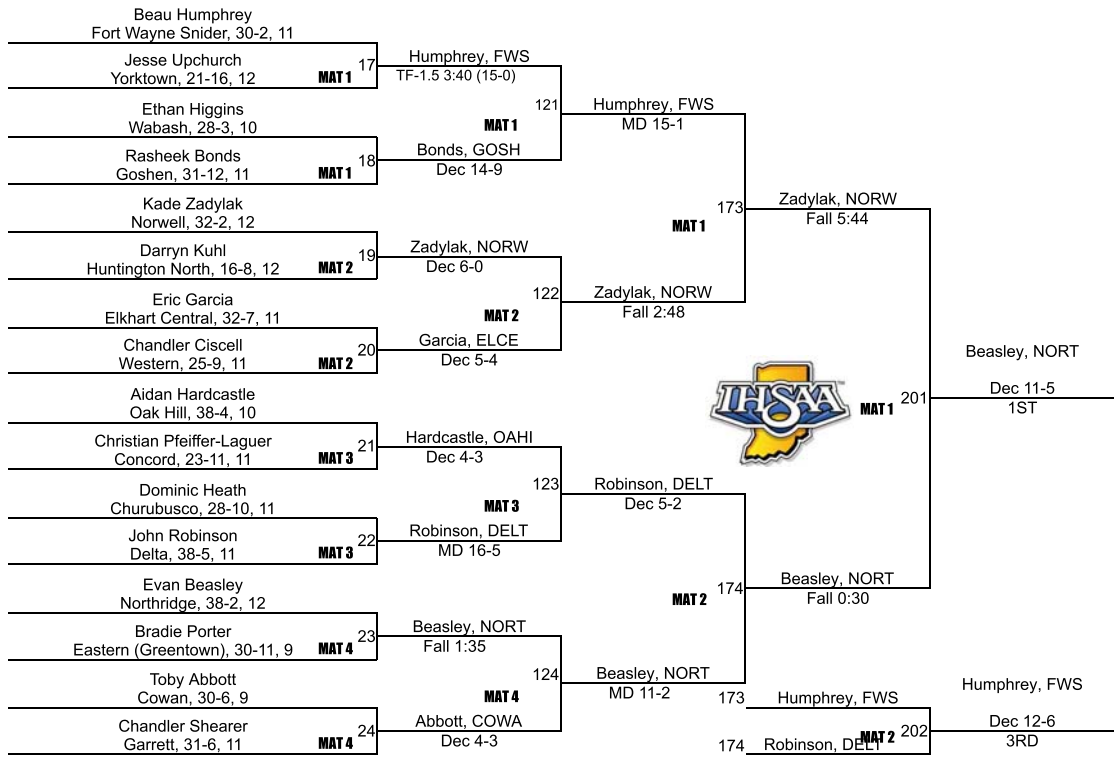 Beau Humphrey
Fort Wayne Snider, 30-2, 11
Jesse Upchurch
Yorktown, 21-16, 12
MAT 1
17
Ethan Higgins
Wabash, 28-3, 10
Rasheek Bonds
Goshen, 31-12, 11
MAT 1
18
Kade Zadylak
Norwell, 32-2, 12
Darryn Kuhl
Huntington North, 16-8, 12
MAT 2
19
Eric Garcia
Elkhart Central, 32-7, 11
Chandler Ciscell
Western, 25-9, 11
MAT 2
20
Aidan Hardcastle
Oak Hill, 38-4, 10
Christian Pfeiffer-Laguer
Concord, 23-11, 11
MAT 3
21
Dominic Heath
Churubusco, 28-10, 11
John Robinson
Delta, 38-5, 11
MAT 3
22
Evan Beasley
Northridge, 38-2, 12
Bradie Porter
Eastern (Greentown), 30-11, 9
MAT 4
23
Toby Abbott
Cowan, 30-6, 9
Chandler Shearer
Garrett, 31-6, 11
MAT 4
24
Humphrey, FWS
TF-1.5 3:40 (15-0)
MAT 1
121
Bonds, GOSH
Dec 14-9
Zadylak, NORW
Dec 6-0
MAT 2
122
Garcia, ELCE
Dec 5-4
Hardcastle, OAHI
Dec 4-3
MAT 3
123
Robinson, DELT
MD 16-5
Beasley, NORT
Fall 1:35
MAT 4
124
Abbott, COWA
Dec 4-3
Humphrey, FWS
MD 15-1
MAT 1
173
Zadylak, NORW
Fall 2:48
Robinson, DELT
Dec 5-2
MAT 2
174
Beasley, NORT
MD 11-2
Zadylak, NORW
Fall 5:44
IHSAA
MAT 1
201
Beasley, NORT
Fall 0:30
Beasley, NORT
Dec 11-5
1ST
173
Humphrey, FWS
MAT 2
202
174
Robinson, DELT
Humphrey, FWS
Dec 12-6
3RD